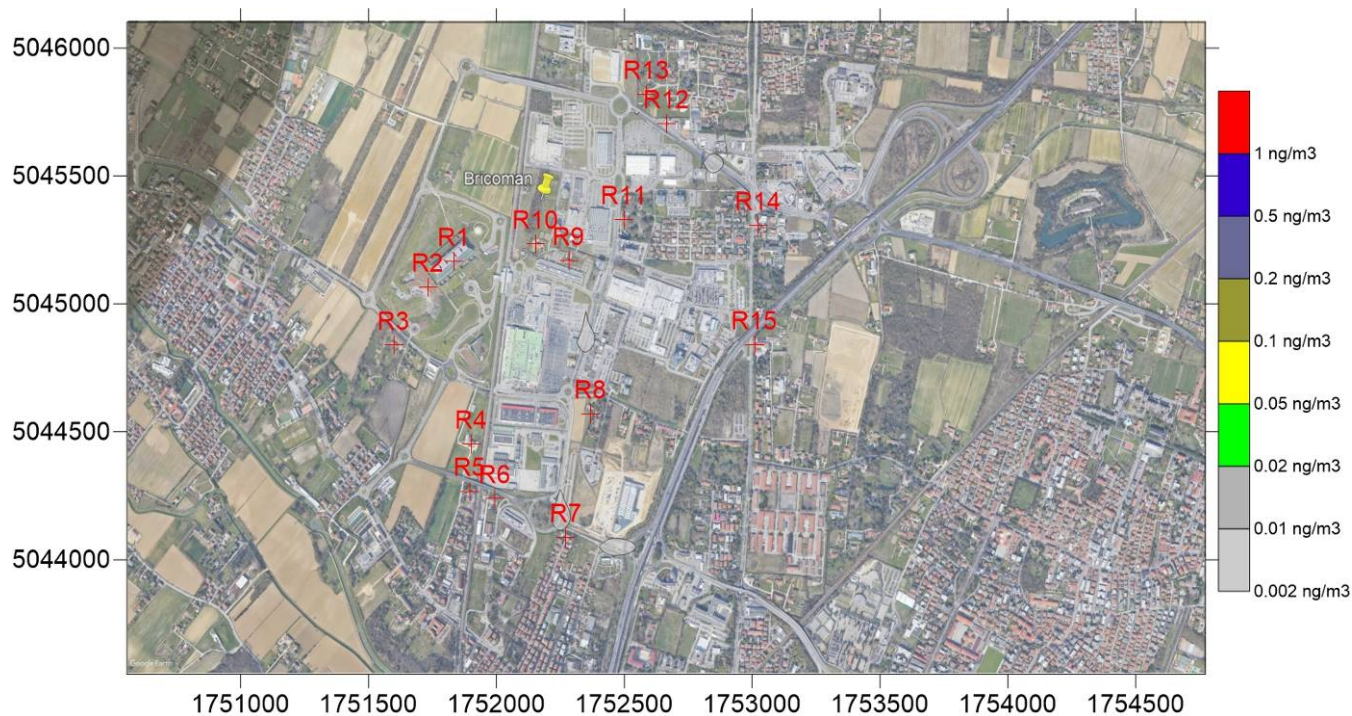 5046000
5045500
5045000
5044500
5044000
R13
R12
Bricoman
R11
R14
R10
R9
R1
R2
R3
R15
R8
R4
R5
R6
R7
Google Earth
1751000 1751500 1752000 1752500 1753000 1753500 1754000 1754500
1 ng/m3
0.5 ng/m3
0.2 ng/m3
0.1 ng/m3
0.05 ng/m3
0.02 ng/m3
0.01 ng/m3
0.002 ng/m3